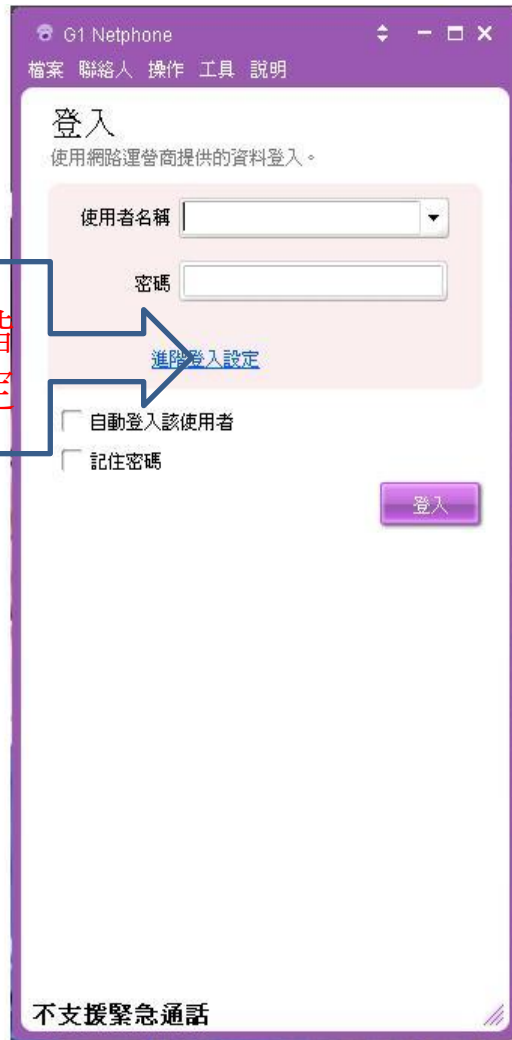 G1 Netphone
檔案 聯絡人 操作 工具 說明
登入
使用網路運營商提供的資料登入。
使用者名稱
密碼
進階登入設定
自動登入該使用者
記住密碼
登入
不支援緊急通話